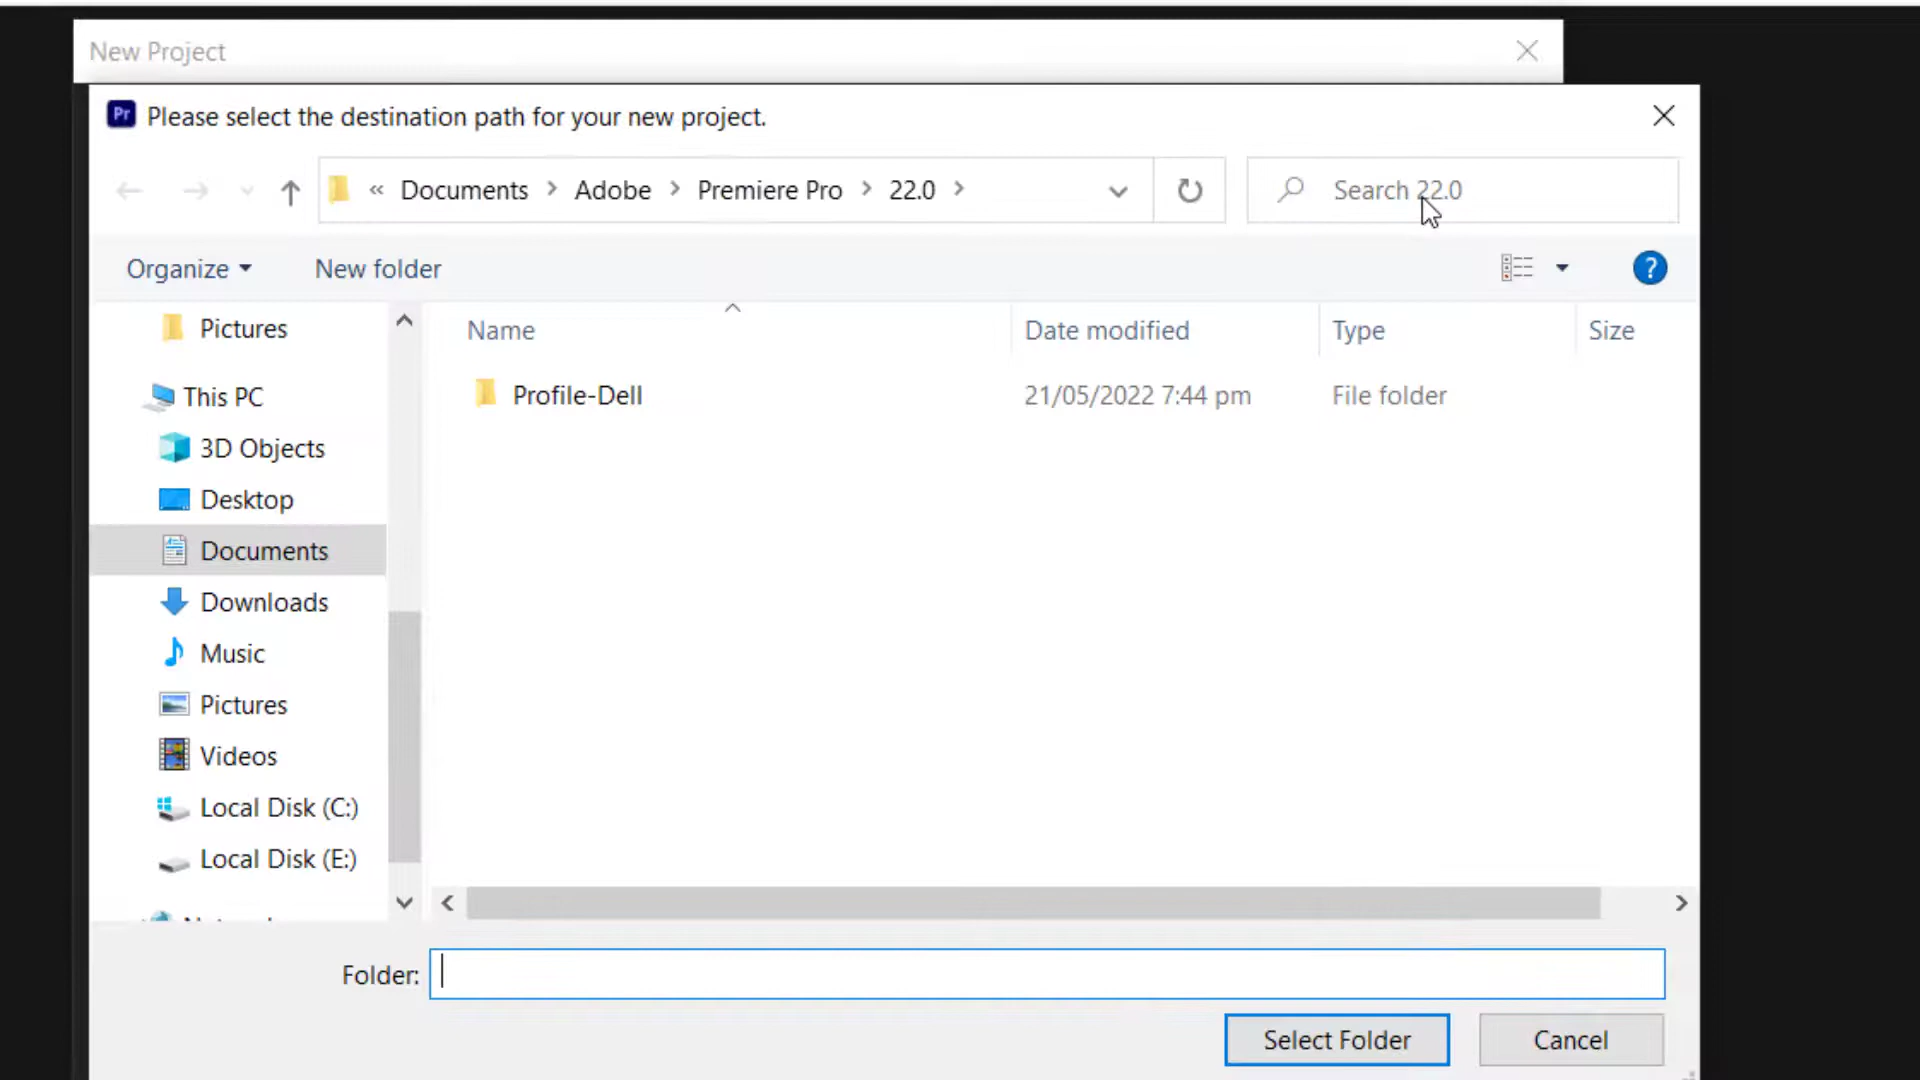 New Project
Pr Please select the destination path for your new project.
« Documents > Adobe > Premiere Pro > 22.0 >
Search 22.0
Organize
New folder
?
Pictures
This PC
3D Objects
Desktop
Documents
Downloads
Music
Pictures
Videos
Local Disk (C:)
Local Disk (E:)
Name
Date modified
Type
Size
Profile-Dell
21/05/2022 7:44 pm
File folder
Folder:
Select Folder
Cancel